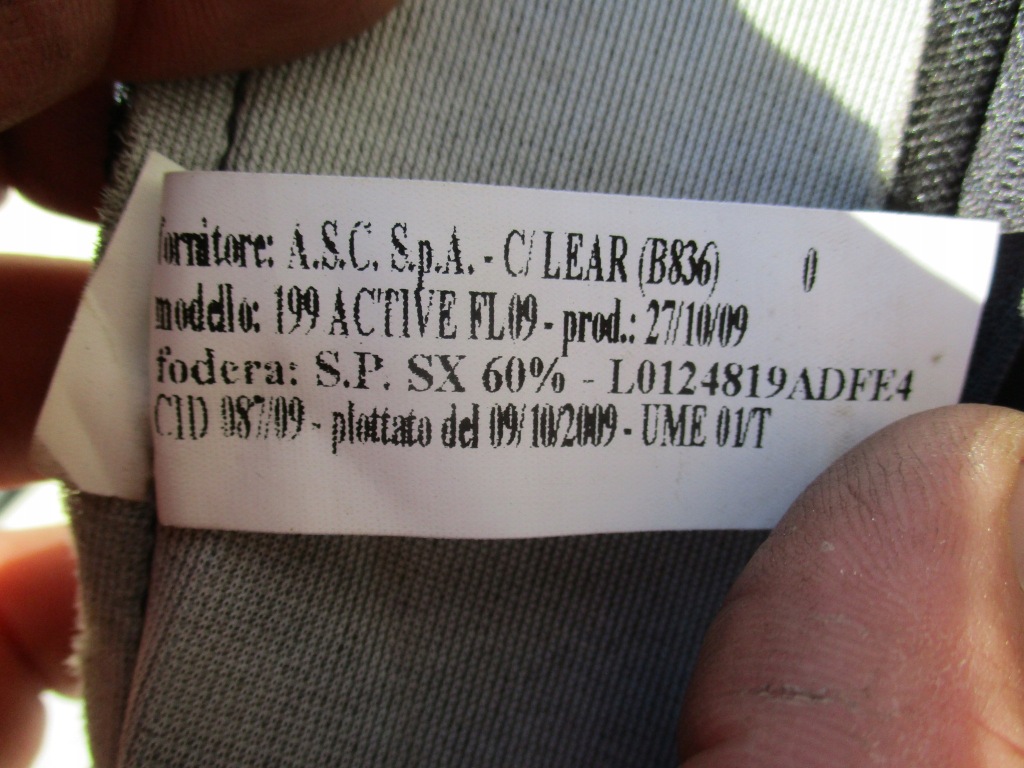 fornitore: A.S.C. S.p.A. - C/ LEAR (B836) 0
modello: 199 ACTIVE FL09 - prod.: 27/10/09
fodera: S.P. SX 60% - L0124819ADFE4
CID 087/09 - plottato del 09/10/2009 - UME 01/T